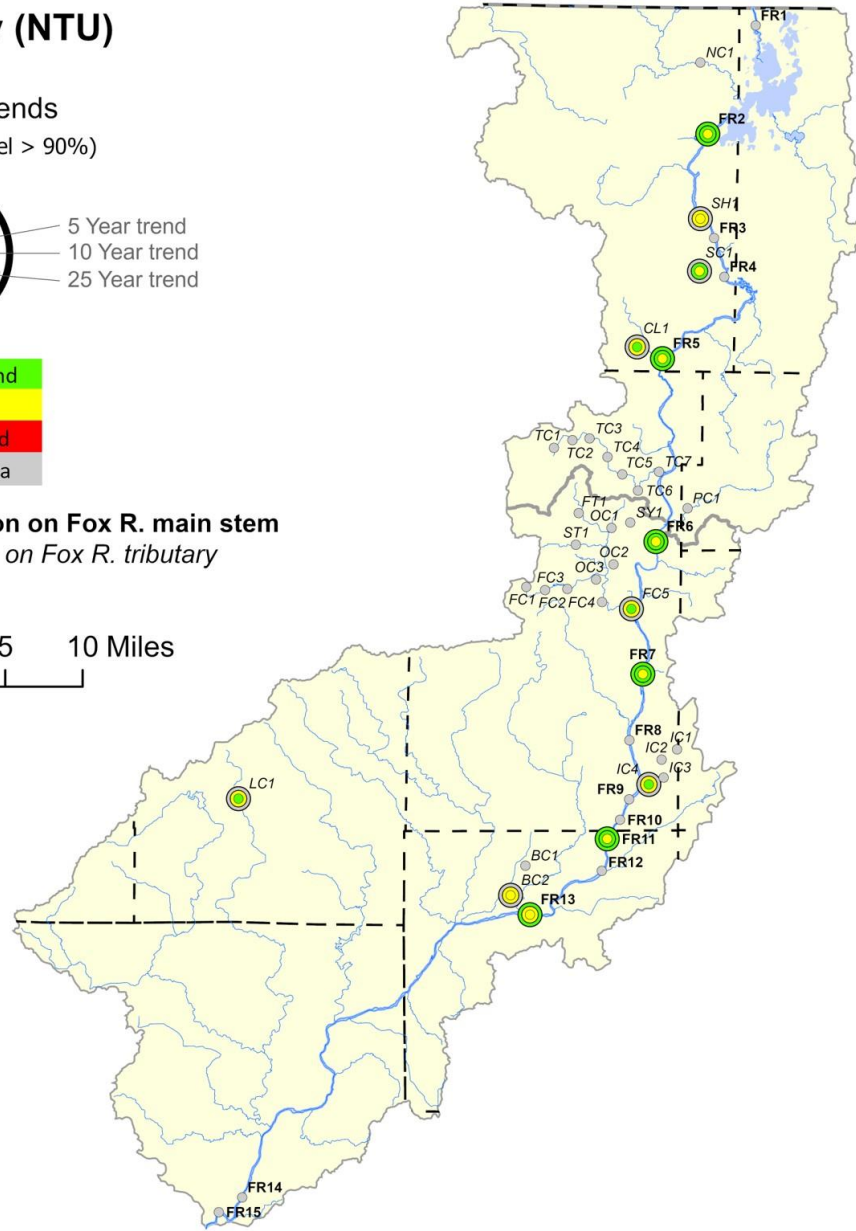 (NTU)
ends
el > 90%)
5 Year trend
10 Year trend
25 Year trend
nd
d
a
on on Fox R. main stem
on Fox R. tributary
5 10 Miles
FR1
NC1
FR2
SH1
FR3
SC1
FR4
CL1
FR5
TC1
TC3
TC2
TC4
TC5
TC7
TC6
PC1
FT1
OC1
SY1
FR6
ST1
OC2
OC3
FC3
FC1
FC2
FC4
FC5
FR7
FR8
IC1
IC2
IC4
IC3
FR9
LC1
FR10
FR11
BC1
FR12
BC2
FR13
FR14
FR15